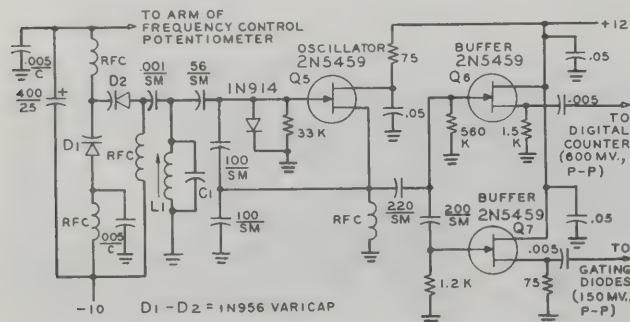 TO ARM OF
FREQUENCY CONTROL
POTENTIOMETER
+12
.005
C
RFC
400
25
+
D2
.001
SM
56
SM
1N914
OSCILLATOR
2N5459
Q5
75
.05
BUFFER
2N5459
Q6
.05
.005
TO
DIGITAL
COUNTER
(600 MV.,
P-P)
560
K
1.5
K
D1
RFC
L1
C1
100
SM
33 K
RFC
.005
C
100
SM
220
SM
RFC
200
SM
BUFFER
2N5459
Q7
.05
.005
TO
GATING
DIODES
(150 MV.,
P-P)
1.2 K
75
-10
D1 - D2 = 1N956 VARICAP